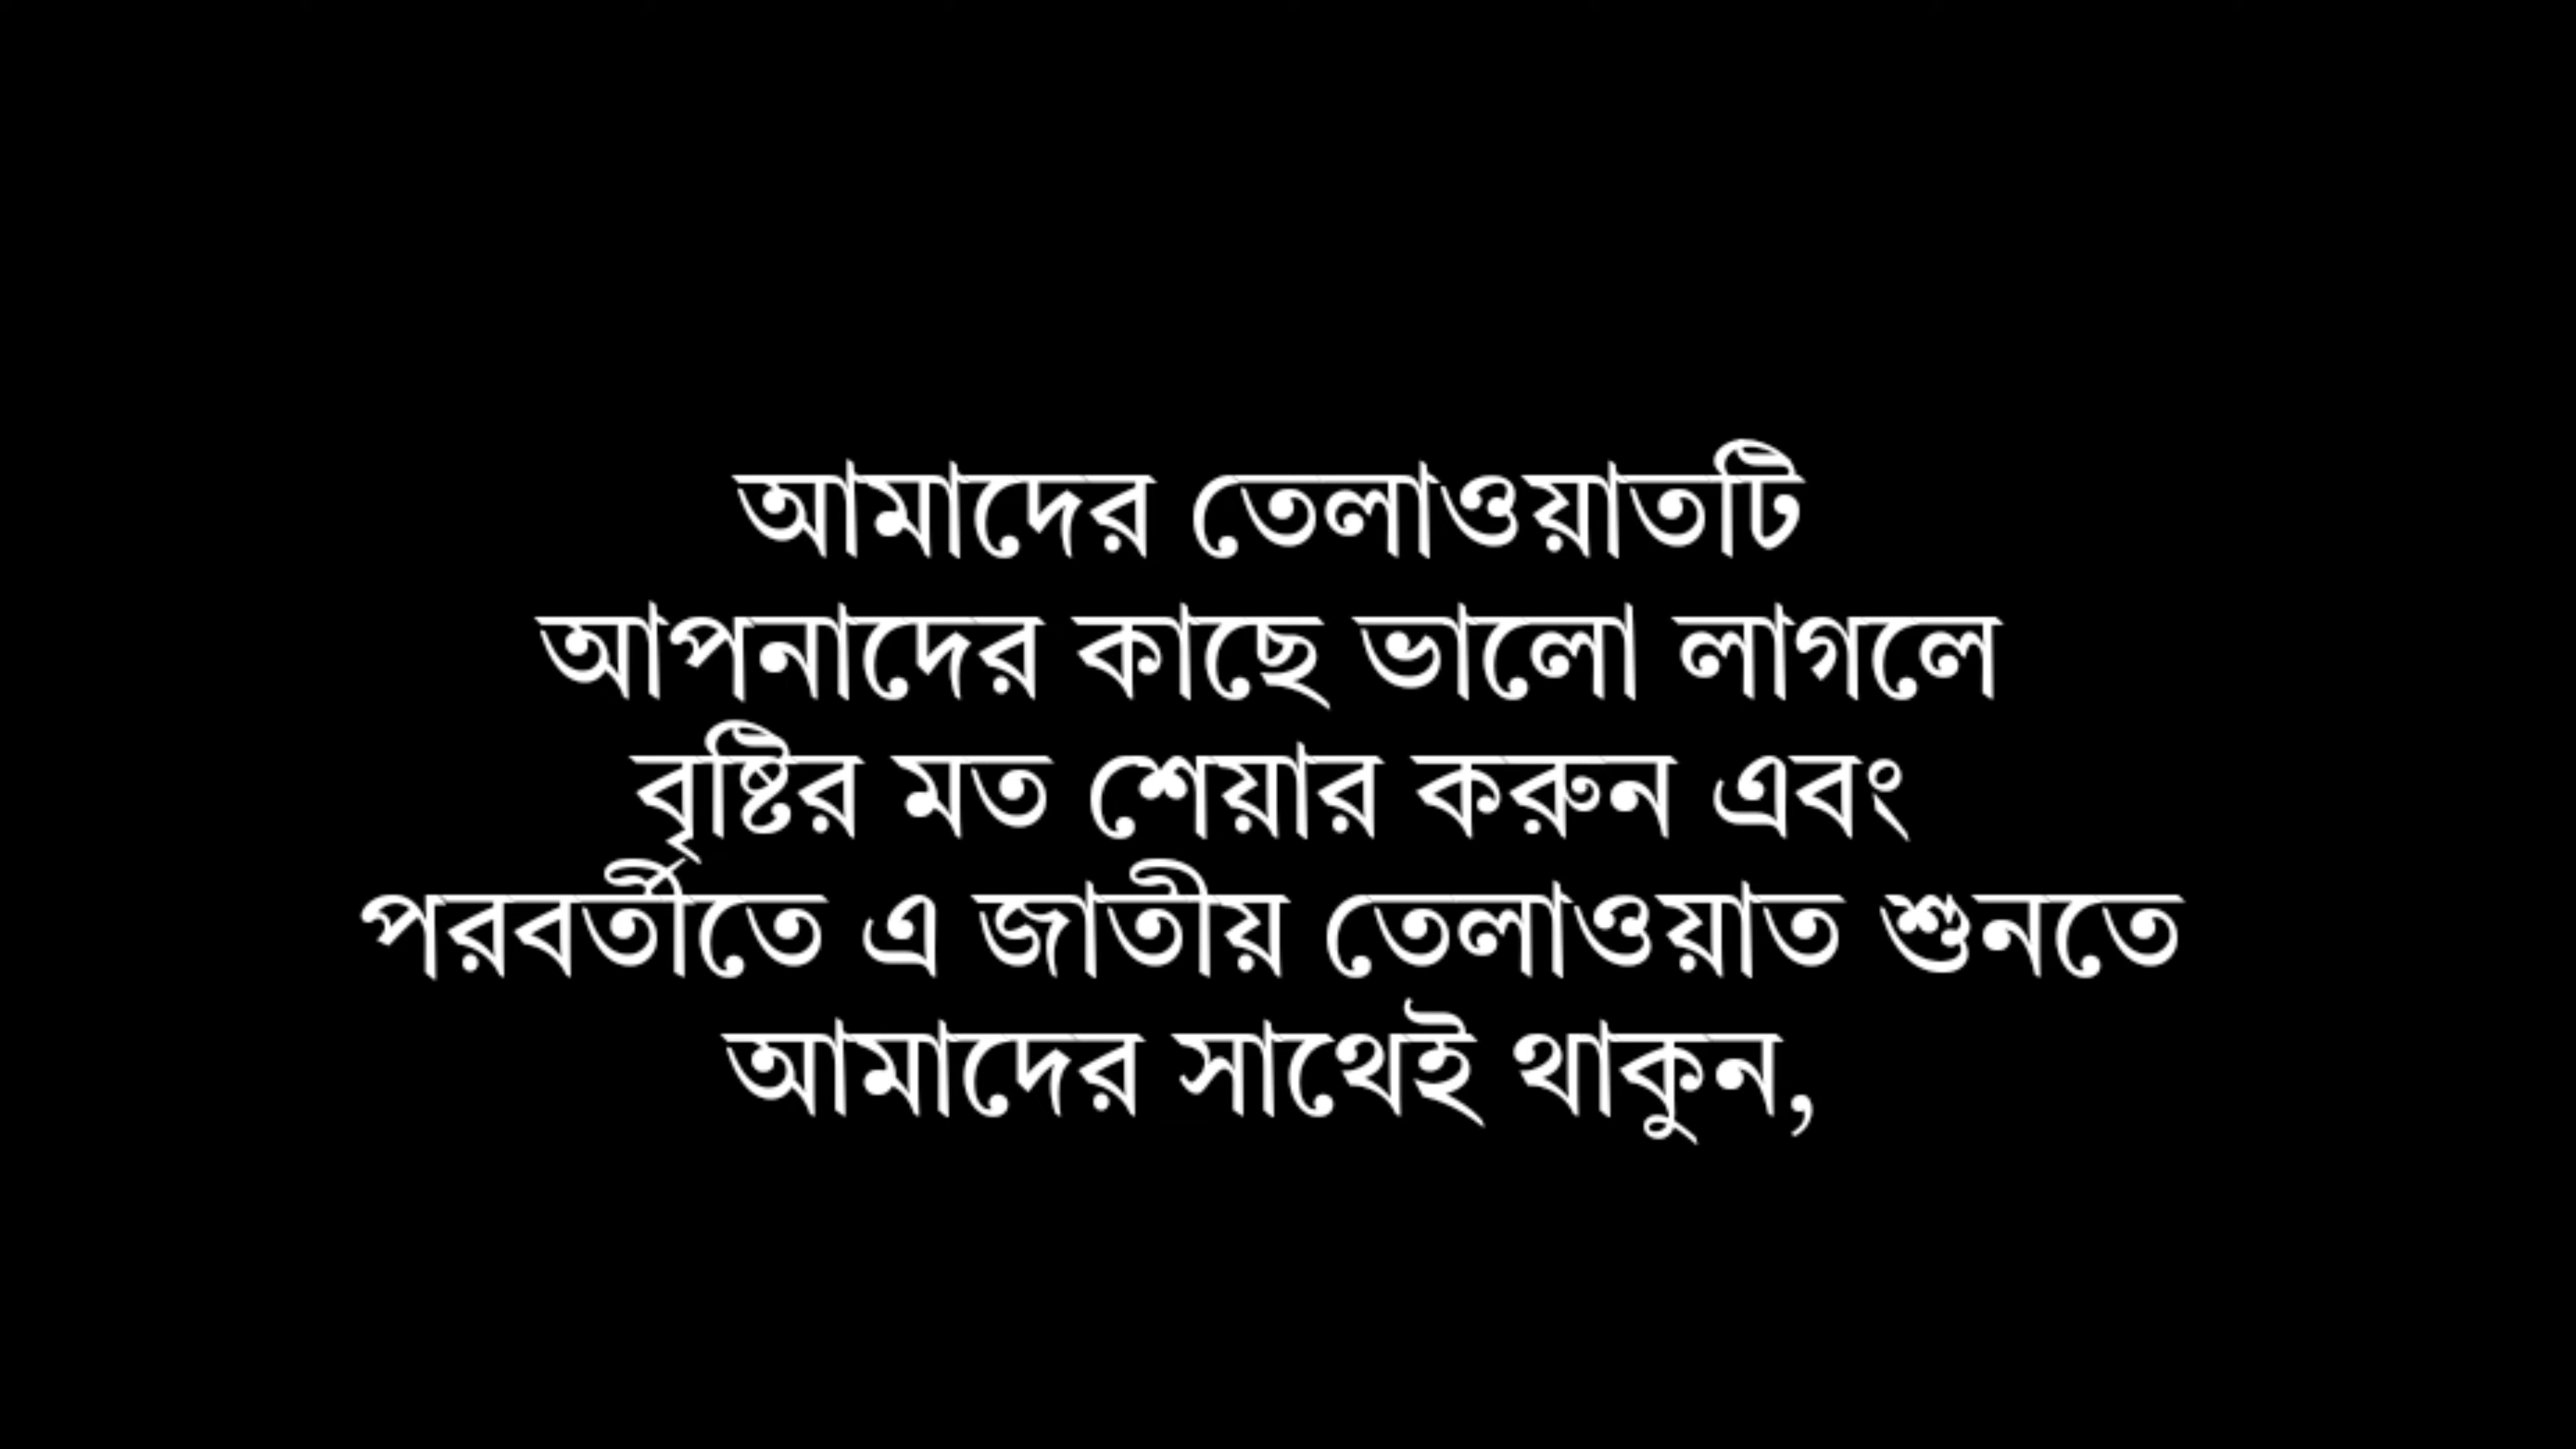 আমাদের তেলাওয়াতটি
আপনাদের কাছে ভালো লাগলে
বৃষ্টির মত শেয়ার করুন এবং
পরবর্তীতে এ জাতীয় তেলাওয়াত শুনতে
আমাদের সাথেই থাকুন,